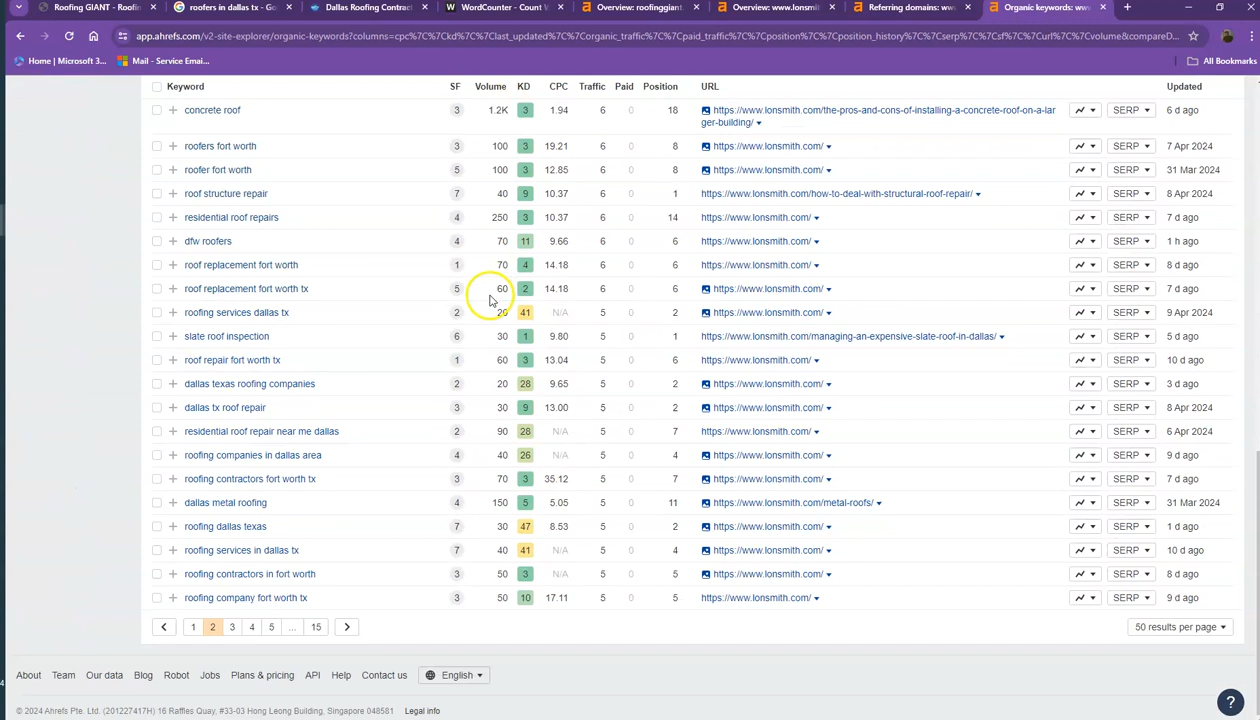 Roofing GIANT - Roofin
roofers in dallas tx - Go
Dallas Roofing Contract
WordCounter - Count W
Overview: roofinggiant
Overview: www.lonsmith
Referring domains: ww
Organic keywords: ww
app.ahrefs.com/v2-site-explorer/organic-keywords?columns=cpc%7C%7Ckd%7C%7Clast_updated%7C%7Corganic_traffic%7C%7Cpaid_traffic%7C%7Cposition%7C%7Cposition_history%7C%7Cserp%7C%7Csf%7C%7Curl%7C%7Cvolume&compareD...
Home | Microsoft 3...
Mail - Service Emai...
All Bookmarks
Keyword SF Volume KD CPC Traffic Paid Position URL Updated
concrete roof 3 1.2K 3 1.94 6 0 18 https://www.lonsmith.com/the-pros-and-cons-of-installing-a-concrete-roof-on-a-lar SERP 6 d ago
ger-building/
roofers fort worth 3 100 3 19.21 6 0 8 https://www.lonsmith.com/ SERP 7 Apr 2024
roofer fort worth 5 100 3 12.85 6 0 8 https://www.lonsmith.com/ SERP 31 Mar 2024
roof structure repair 7 40 9 10.37 6 0 1 https://www.lonsmith.com/how-to-deal-with-structural-roof-repair/ SERP 8 Apr 2024
residential roof repairs 4 250 3 10.37 6 0 14 https://www.lonsmith.com/ SERP 7 d ago
dfw roofers 4 70 11 9.66 6 0 6 https://www.lonsmith.com/ SERP 1 h ago
roof replacement fort worth 1 70 4 14.18 6 0 6 https://www.lonsmith.com/ SERP 8 d ago
roof replacement fort worth tx 5 60 2 14.18 6 0 6 https://www.lonsmith.com/ SERP 7 d ago
roofing services dallas tx 2 20 41 N/A 5 0 2 https://www.lonsmith.com/ SERP 9 Apr 2024
slate roof inspection 6 30 1 9.80 5 0 1 https://www.lonsmith.com/managing-an-expensive-slate-roof-in-dallas/ SERP 5 d ago
roof repair fort worth tx 1 60 3 13.04 5 0 6 https://www.lonsmith.com/ SERP 10 d ago
dallas texas roofing companies 2 20 28 9.65 5 0 2 https://www.lonsmith.com/ SERP 3 d ago
dallas tx roof repair 3 30 9 13.00 5 0 2 https://www.lonsmith.com/ SERP 8 Apr 2024
residential roof repair near me dallas 2 90 28 N/A 5 0 7 https://www.lonsmith.com/ SERP 6 Apr 2024
roofing companies in dallas area 4 40 26 N/A 5 0 4 https://www.lonsmith.com/ SERP 9 d ago
roofing contractors fort worth tx 3 70 3 35.12 5 0 6 https://www.lonsmith.com/ SERP 7 d ago
dallas metal roofing 4 150 5 5.05 5 0 11 https://www.lonsmith.com/metal-roofs/ SERP 31 Mar 2024
roofing dallas texas 7 30 47 8.53 5 0 2 https://www.lonsmith.com/ SERP 1 d ago
roofing services in dallas tx 7 40 41 N/A 5 0 4 https://www.lonsmith.com/ SERP 10 d ago
roofing contractors in fort worth 3 50 3 N/A 5 0 5 https://www.lonsmith.com/ SERP 8 d ago
roofing company fort worth tx 3 50 10 17.11 5 0 5 https://www.lonsmith.com/ SERP 9 d ago
1 2 3 4 5 ... 15
50 results per page
About Team Our data Blog Robot Jobs Plans & pricing API Help Contact us English
© 2024 Ahrefs Pte. Ltd. (201227417H) 16 Raffles Quay, #33-03 Hong Leong Building, Singapore 048581 Legal info
?